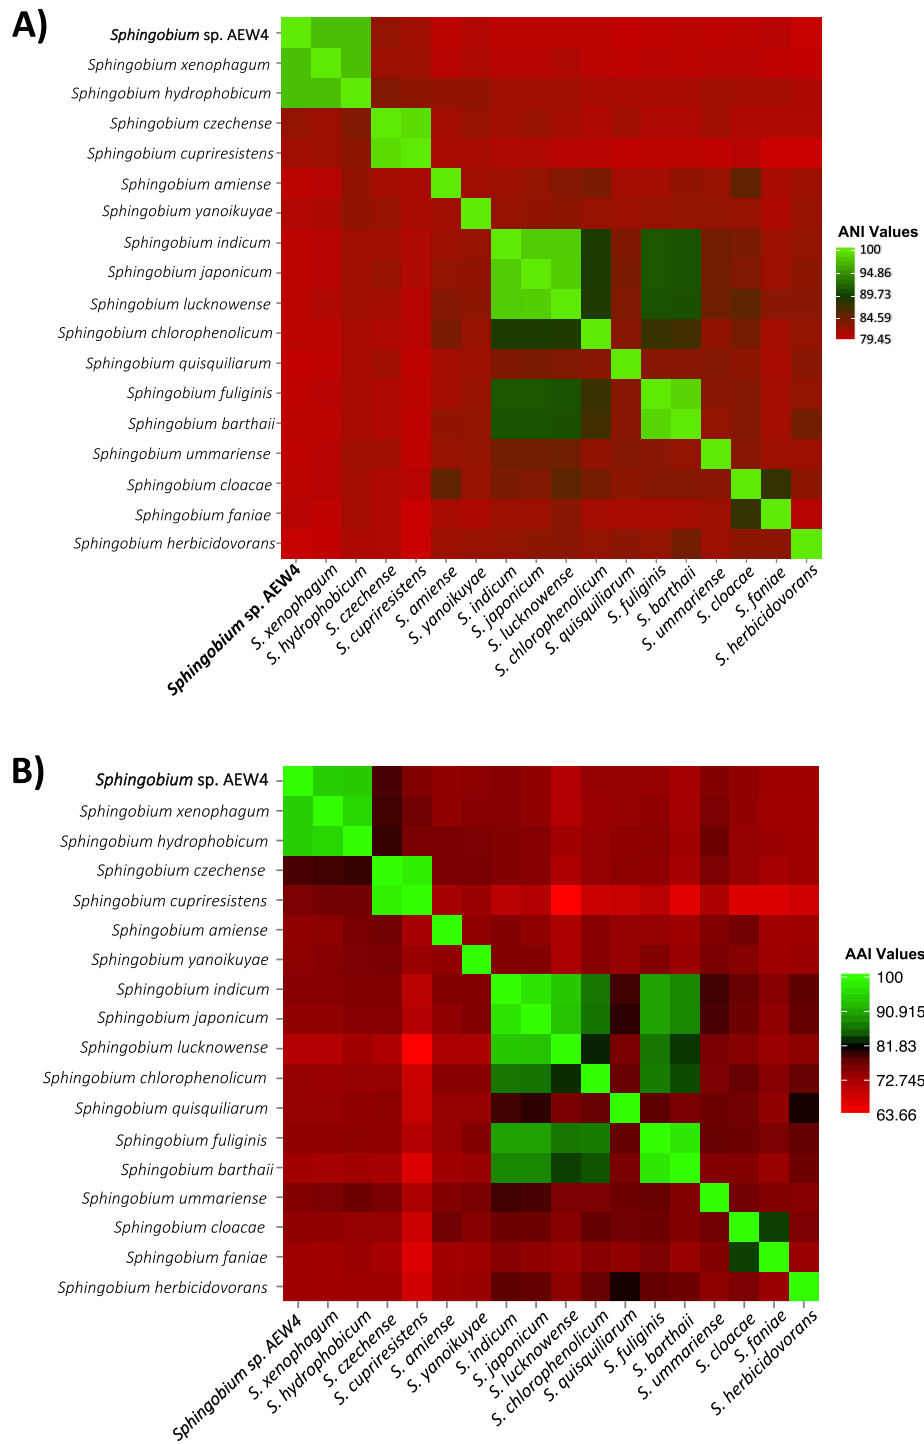 A)
Sphingobium sp. AEW4
Sphingobium xenophagum
Sphingobium hydrophobicum
Sphingobium czechense
Sphingobium cupriresistens
Sphingobium amiense
Sphingobium yanoikuyae
Sphingobium indicum
Sphingobium japonicum
Sphingobium lucknowense
Sphingobium chlorophenolicum
Sphingobium quisquiliarum
Sphingobium fuliginis
Sphingobium barthaii
Sphingobium ummariense
Sphingobium cloacae
Sphingobium faniae
Sphingobium herbicidovorans
ANI Values
100
94.86
89.73
84.59
79.45
Sphingobium sp. AEW4
S. xenophagum
S. hydrophobicum
S. czechense
S. cupriresistens
S. amiense
S. yanoikuyae
S. indicum
S. japonicum
S. lucknowense
S. chlorophenolicum
S. quisquiliarum
S. fuliginis
S. barthaii
S. ummariense
S. cloacae
S. faniae
S. herbicidovorans
B)
Sphingobium sp. AEW4
Sphingobium xenophagum
Sphingobium hydrophobicum
Sphingobium czechense
Sphingobium cupriresistens
Sphingobium amiense
Sphingobium yanoikuyae
Sphingobium indicum
Sphingobium japonicum
Sphingobium lucknowense
Sphingobium chlorophenolicum
Sphingobium quisquiliarum
Sphingobium fuliginis
Sphingobium barthaii
Sphingobium ummariense
Sphingobium cloacae
Sphingobium faniae
Sphingobium herbicidovorans
AAI Values
100
90.915
81.83
72.745
63.66
Sphingobium sp. AEW4
S. xenophagum
S. hydrophobicum
S. czechense
S. cupriresistens
S. amiense
S. yanoikuyae
S. indicum
S. japonicum
S. lucknowense
S. chlorophenolicum
S. quisquiliarum
S. fuliginis
S. barthaii
S. ummariense
S. cloacae
S. faniae
S. herbicidovorans